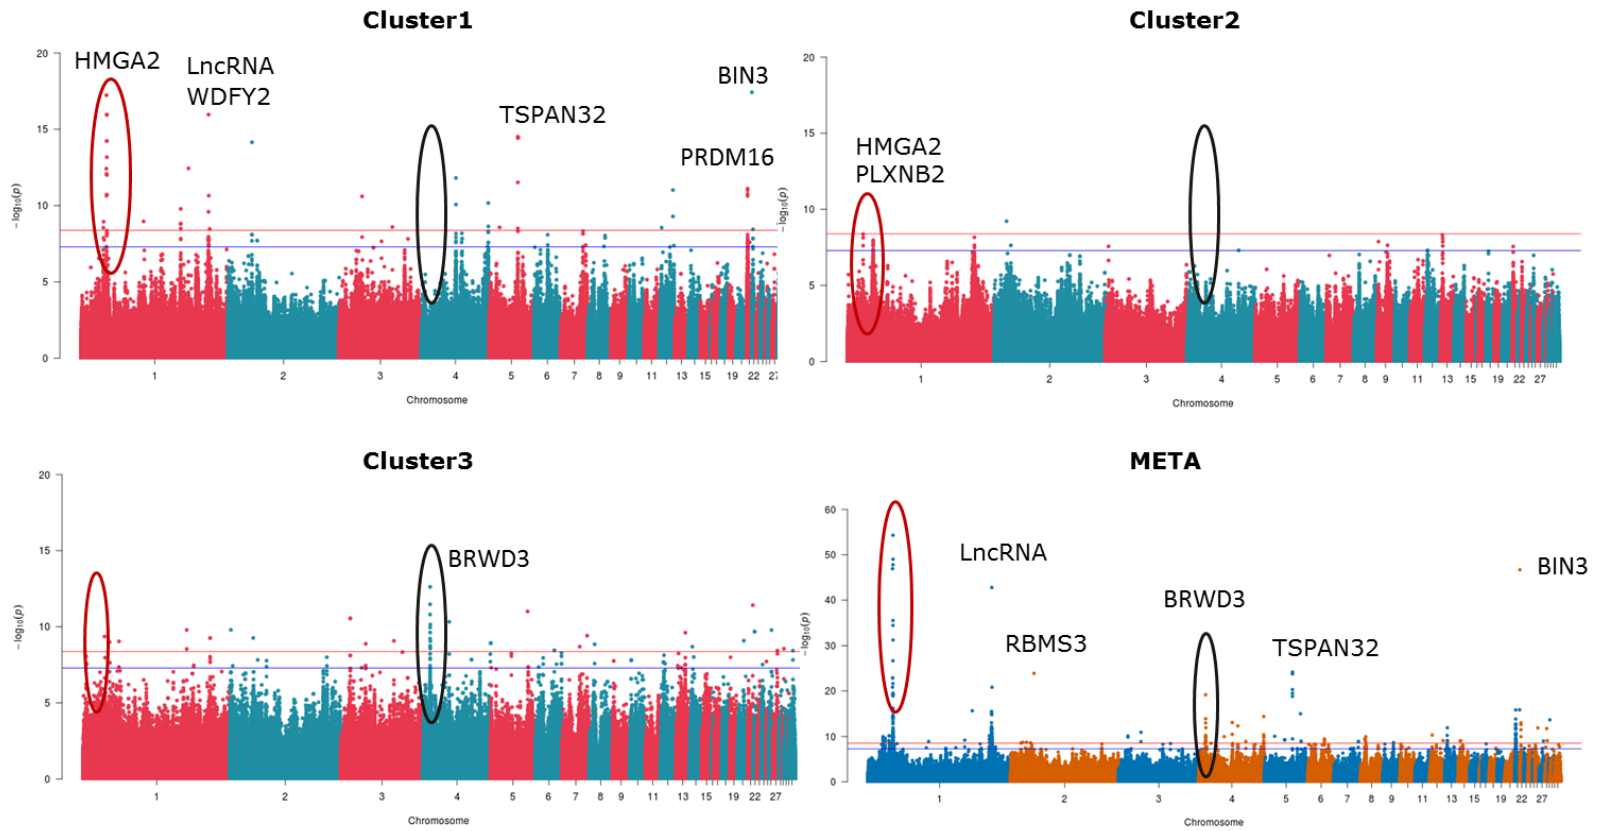 Cluster1
HMGA2
LncRNA
WDFY2
TSPAN32
BIN3
PRDM16
20
15
10
5
0
−log10(p)
1 2 3 4 5 6 7 8 9 11 13 15 19 22 27
Chromosome
Cluster2
HMGA2
PLXNB2
20
15
10
5
0
−log10(p)
1 2 3 4 5 6 7 8 9 11 13 15 19 22 27
Chromosome
Cluster3
BRWD3
20
15
10
5
0
−log10(p)
1 2 3 4 5 6 7 8 9 11 13 15 19 22 27
Chromosome
META
LncRNA
BIN3
BRWD3
RBMS3
TSPAN32
60
50
40
30
20
10
0
−log10(p)
1 2 3 4 5 6 7 8 9 11 13 15 19 22 27
Chromosome